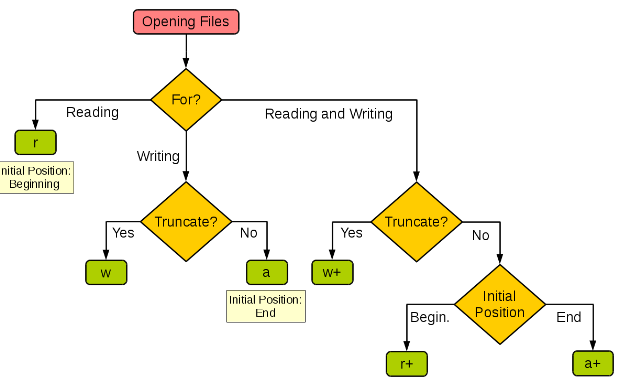 Opening Files
For?
Reading
Reading and Writing
r
Initial Position:
Beginning
Writing
Truncate?
Truncate?
Yes
No
Yes
No
w
a
w+
Initial Position:
End
Initial
Position
Begin.
End
r+
a+